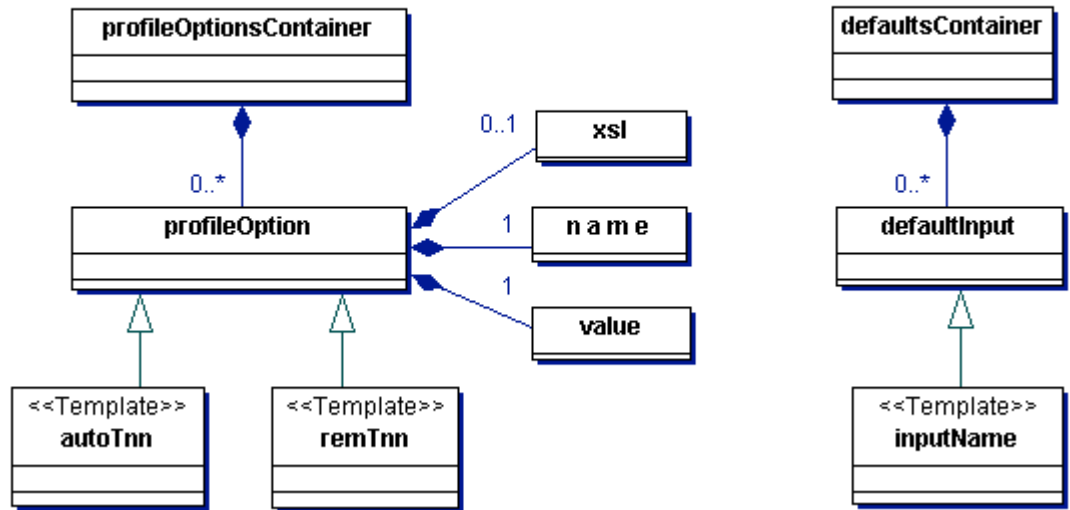 profileOptionsContainer
defaultsContainer
0..1
xsl
0..*
0..*
profileOption
1
n a m e
defaultInput
1
value
<<Template>>
autoTnn
<<Template>>
remTnn
<<Template>>
inputName